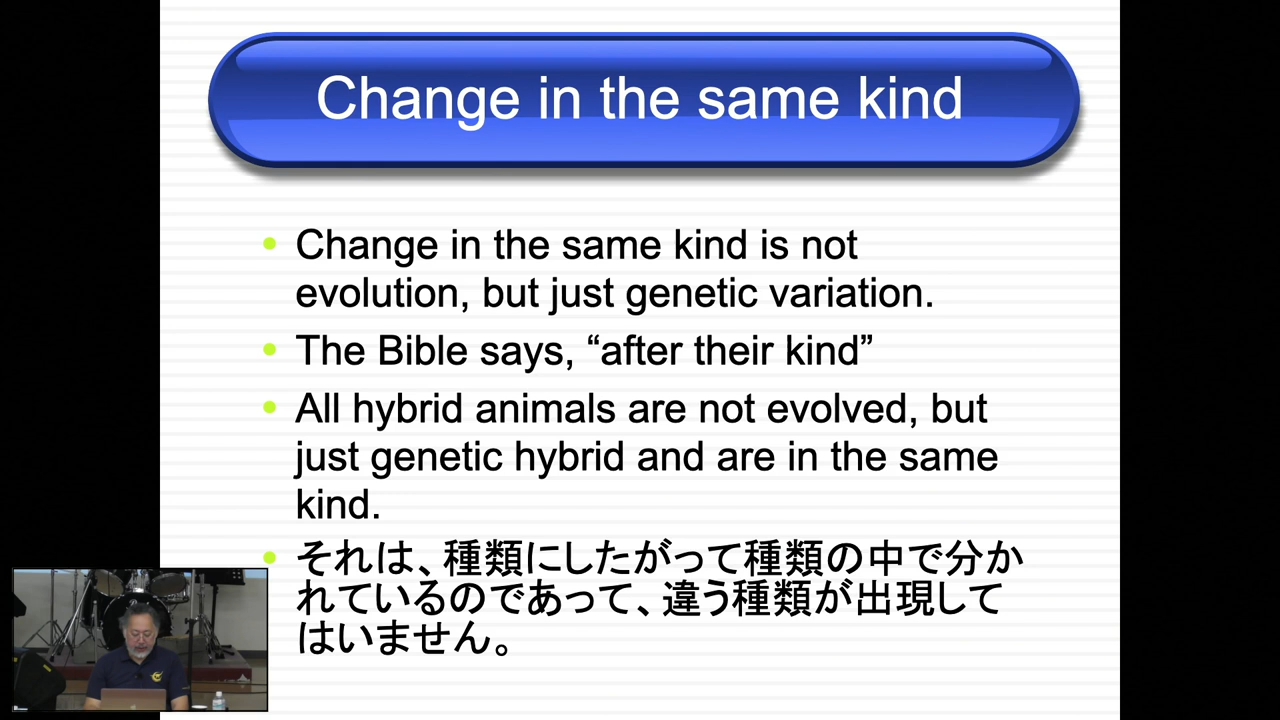 Change in the same kind
Change in the same kind is not
evolution, but just genetic variation.
The Bible says, “after their kind”
All hybrid animals are not evolved, but
just genetic hybrid and are in the same
kind.
それは、種類にしたがって種類の中で分か
れているのであって、違う種類が出現して
はいません。